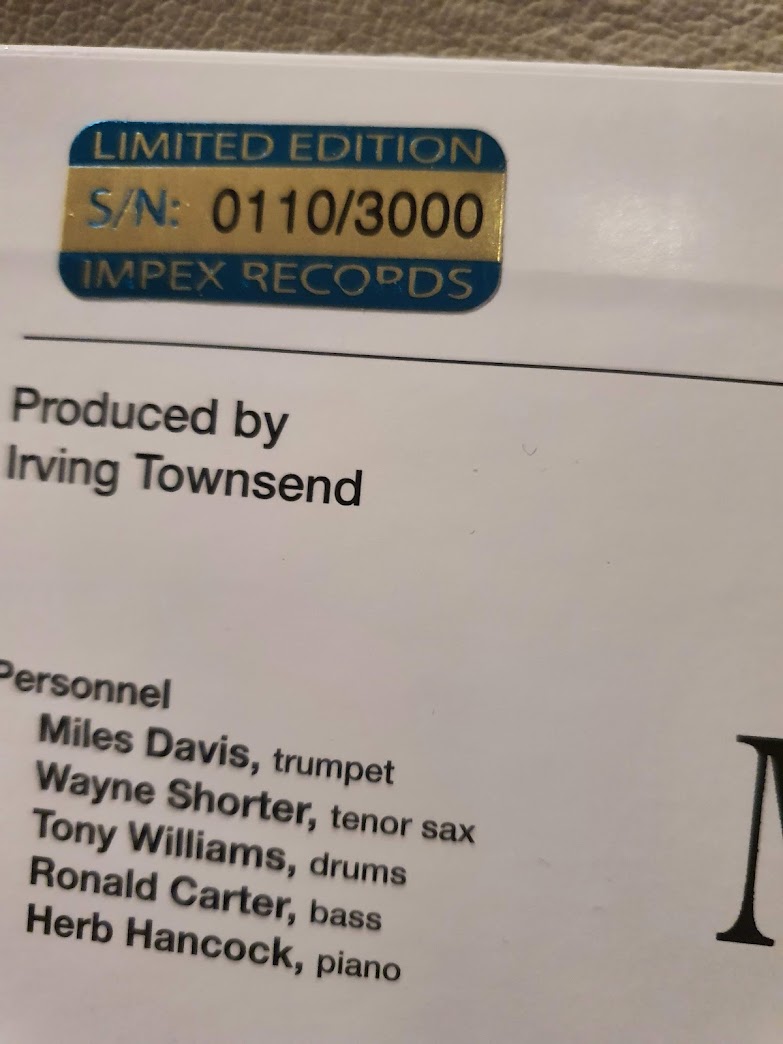 LIMITED EDITION
S/N: 0110/3000
IMPEX RECORDS
Produced by
Irving Townsend
Personnel
Miles Davis, trumpet
Wayne Shorter, tenor sax
Tony Williams, drums
Ronald Carter, bass
Herb Hancock, piano